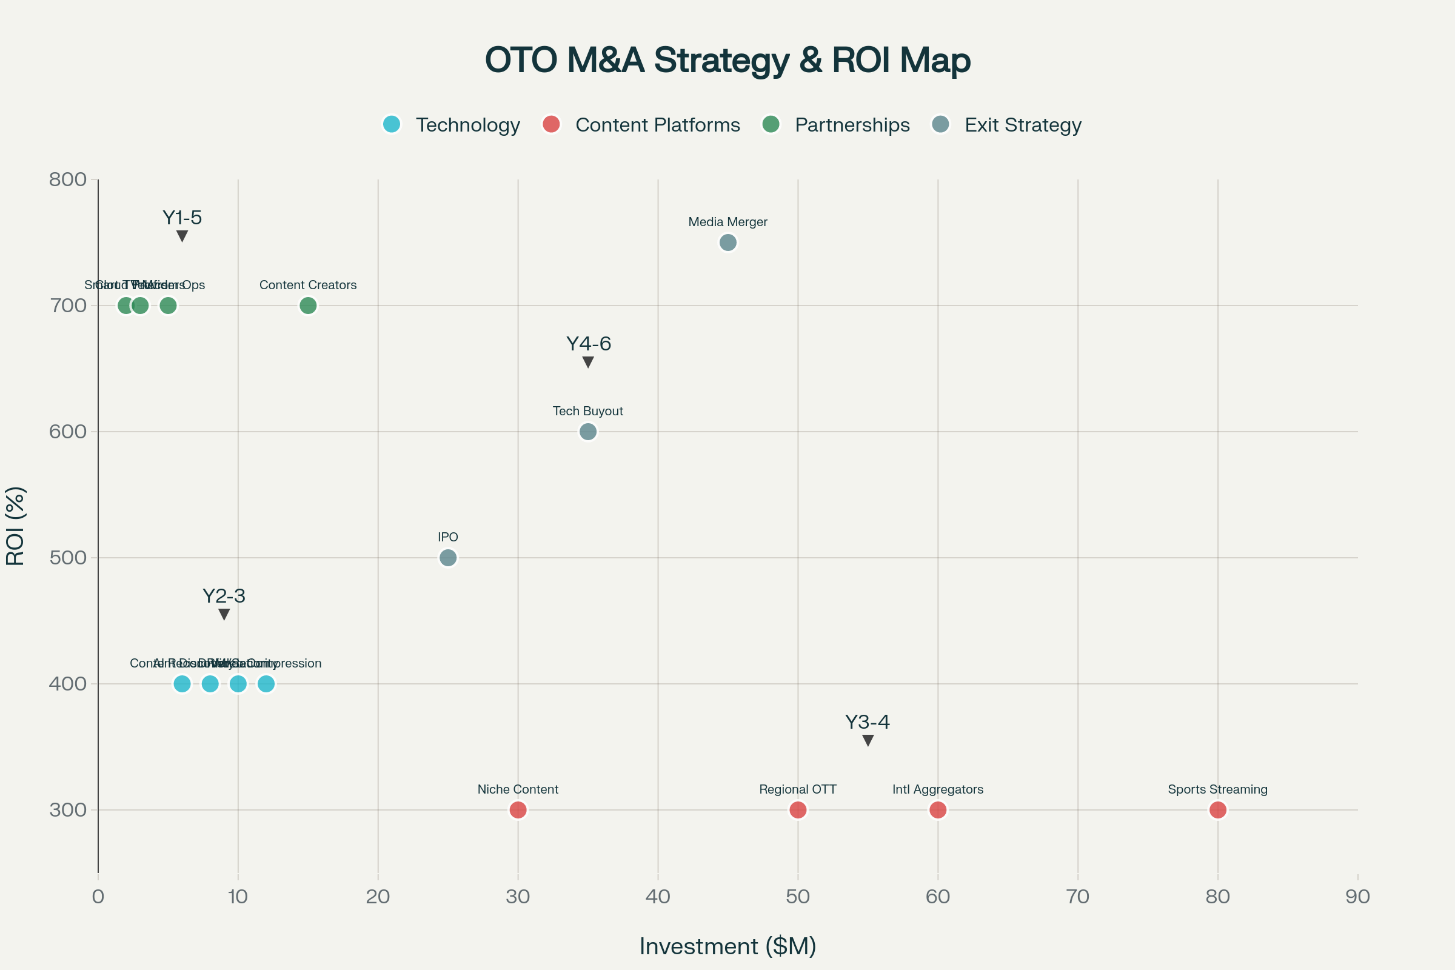 OTO M&A Strategy & ROI Map
Technology
Content Platforms
Partnerships
Exit Strategy
800
Y1-5
Media Merger
Content Creators
700
Y4-6
Tech Buyout
600
ROI (%)
IPO
500
Y2-3
400
Y3-4
Niche Content
Regional OTT
Intl Aggregators
Sports Streaming
300
0
10
20
30
40
50
60
70
80
90
Investment ($M)